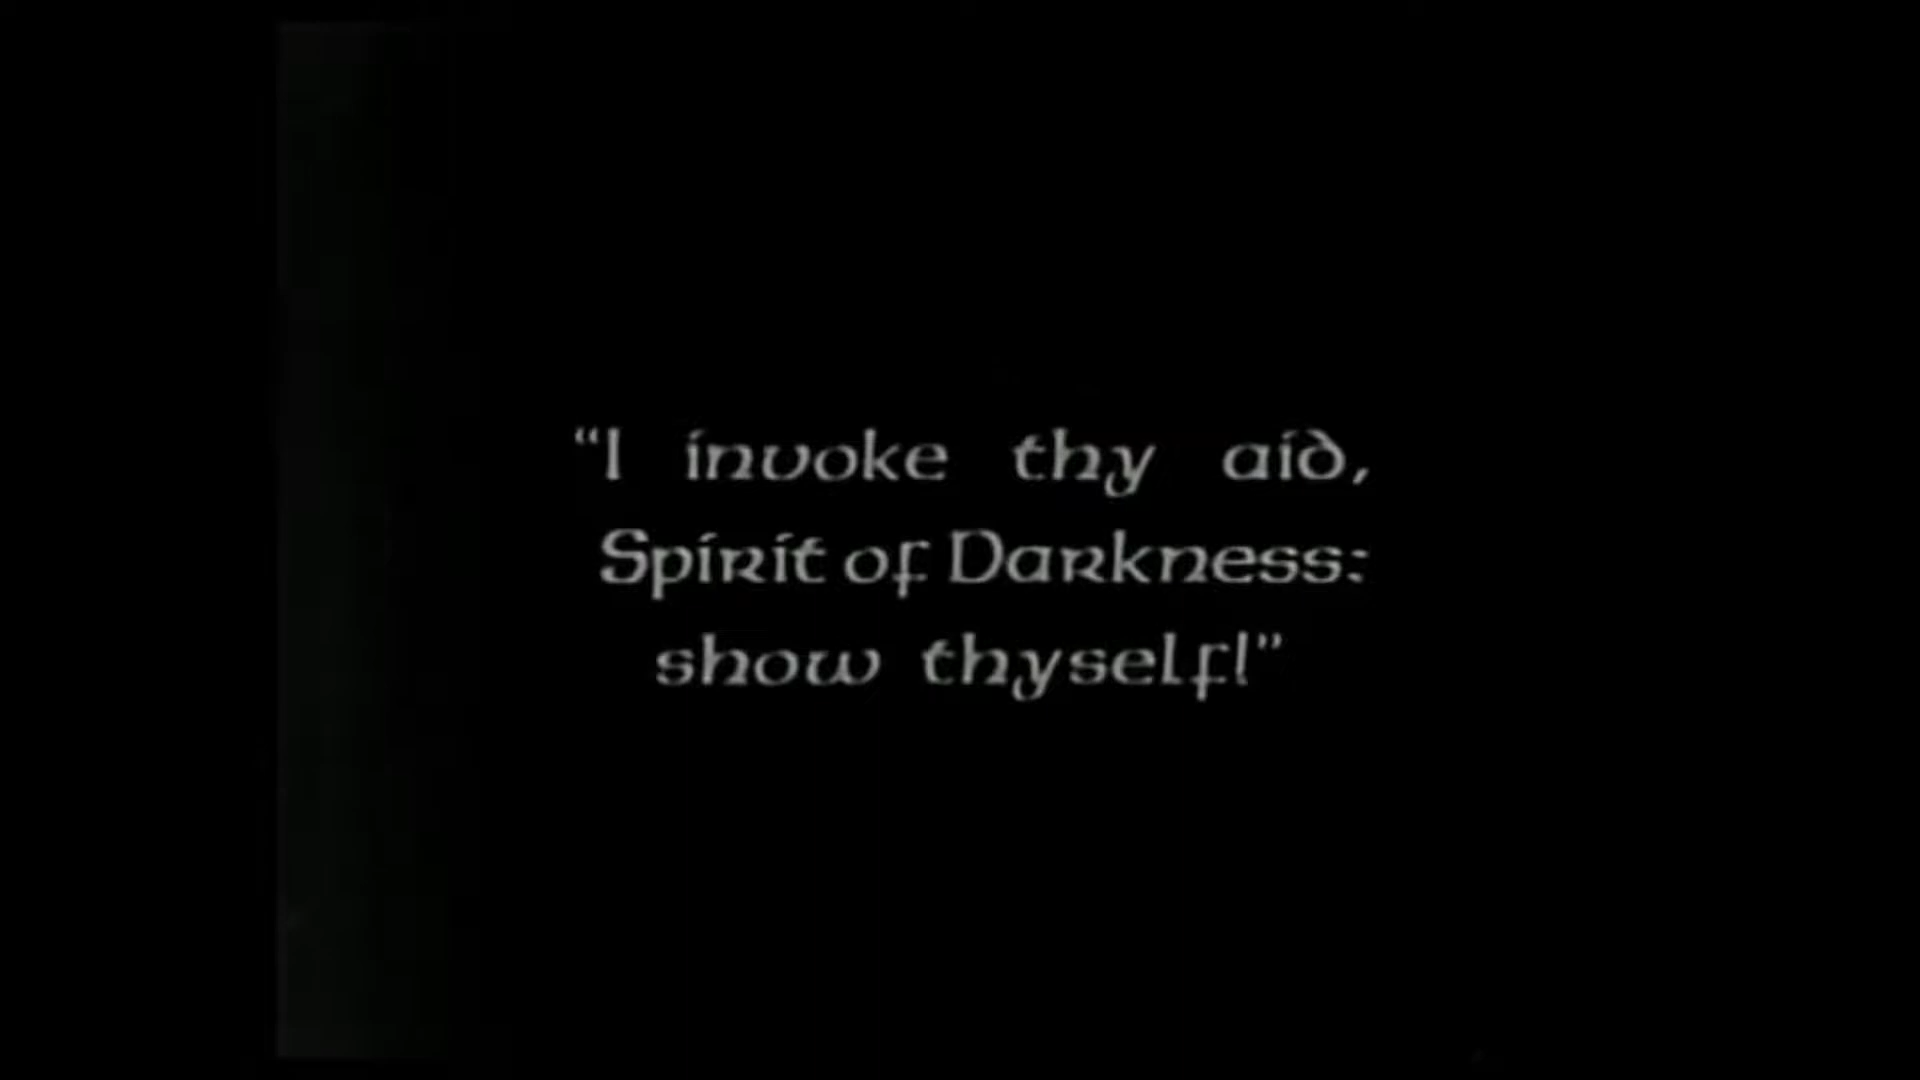 “I invoke thy aid,
Spirit of Darkness:
show thyself!”